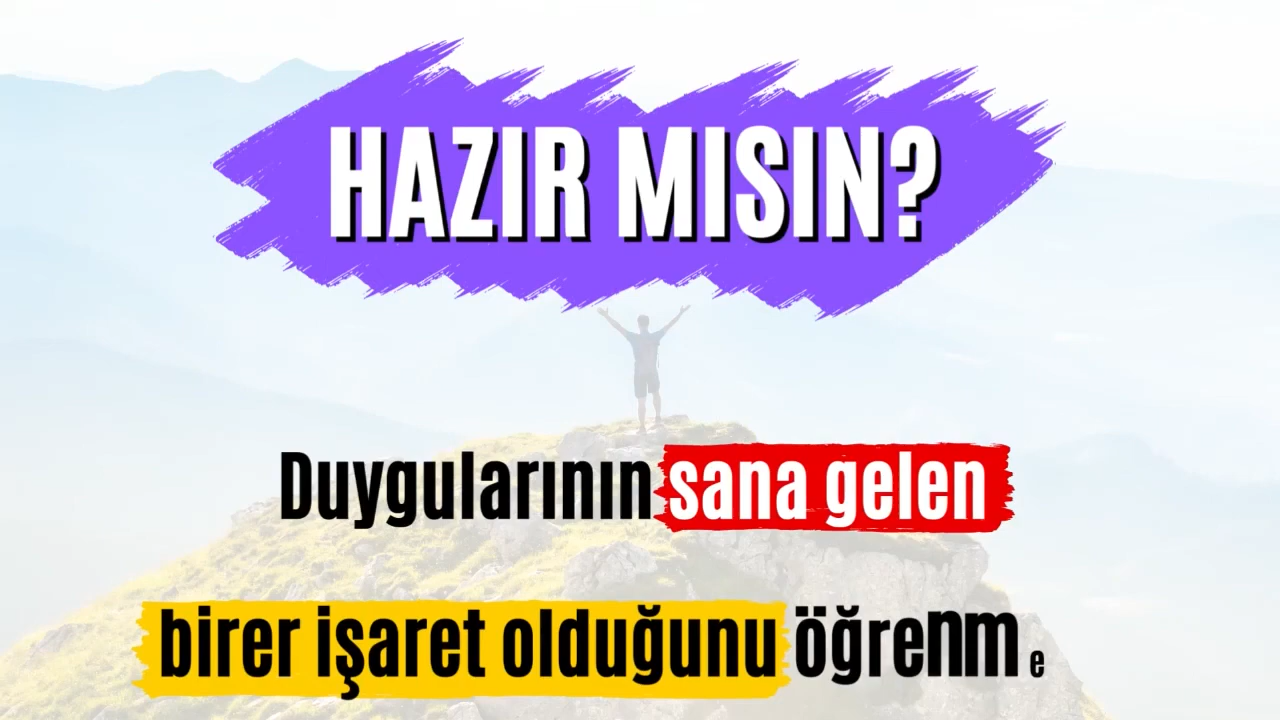 HAZIR MISIN?
Duygularının sana gelen
birer işaret olduğunu öğrenme